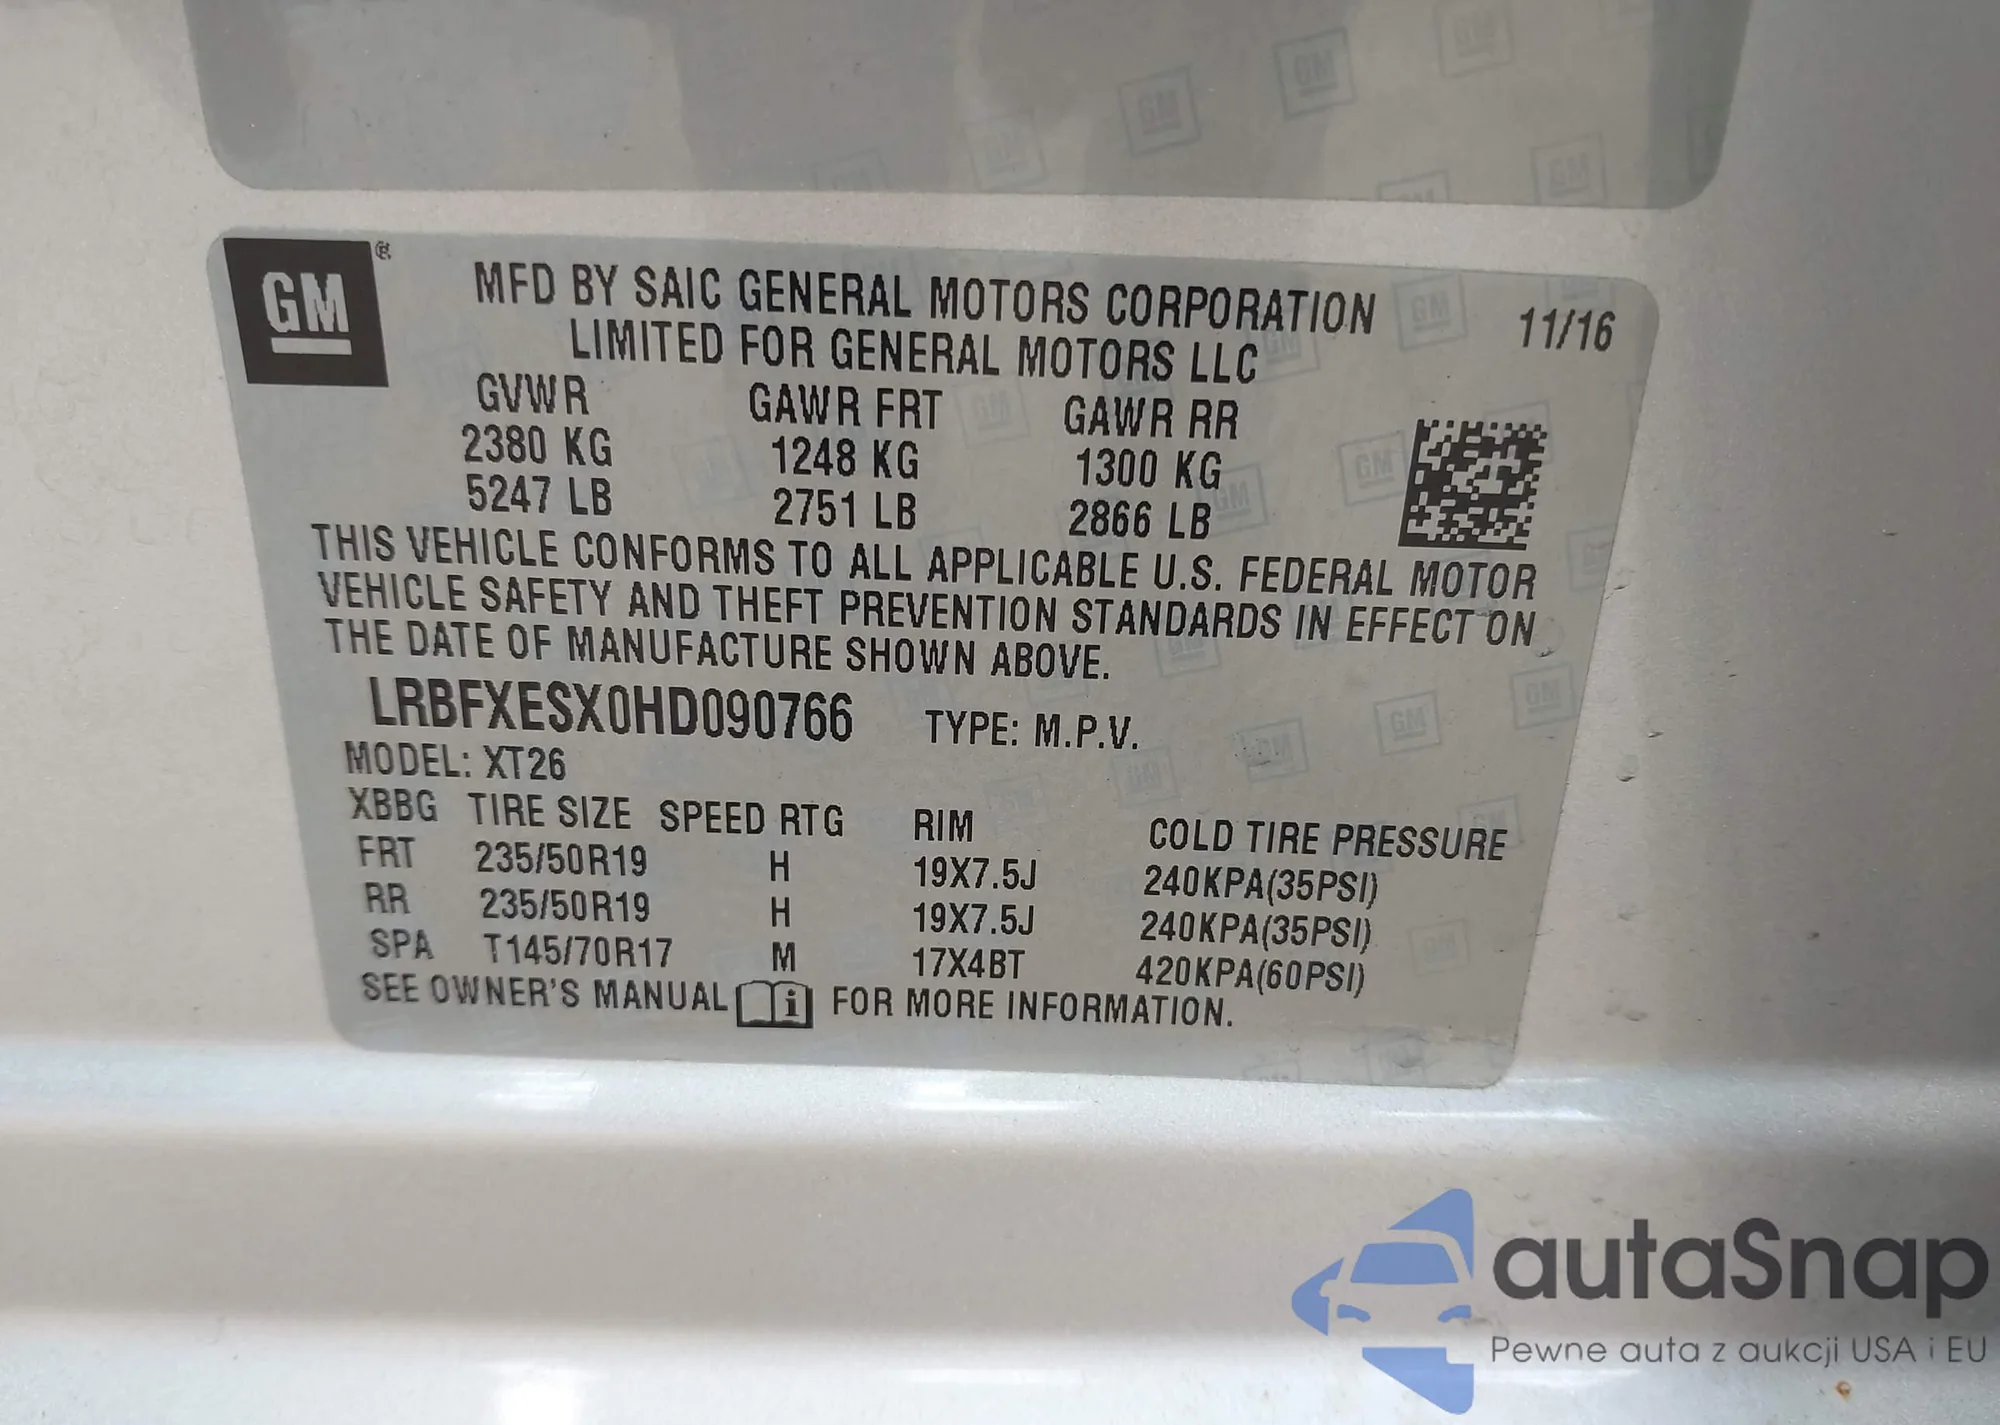 GM ®
MFD BY SAIC GENERAL MOTORS CORPORATION 11/16
LIMITED FOR GENERAL MOTORS LLC
GVWR GAWR FRT GAWR RR
2380 KG 1248 KG 1300 KG
5247 LB 2751 LB 2866 LB
THIS VEHICLE CONFORMS TO ALL APPLICABLE U.S. FEDERAL MOTOR
VEHICLE SAFETY AND THEFT PREVENTION STANDARDS IN EFFECT ON
THE DATE OF MANUFACTURE SHOWN ABOVE.
LRBFXESX0HD090766 TYPE: M.P.V.
MODEL: XT26
XBBG TIRE SIZE SPEED RTG RIM COLD TIRE PRESSURE
FRT 235/50R19 H 19X7.5J 240KPA(35PSI)
RR 235/50R19 H 19X7.5J 240KPA(35PSI)
SPA T145/70R17 M 17X4BT 420KPA(60PSI)
SEE OWNER'S MANUAL i FOR MORE INFORMATION.
autaSnap
Pewne auta z aukcji USA i EU